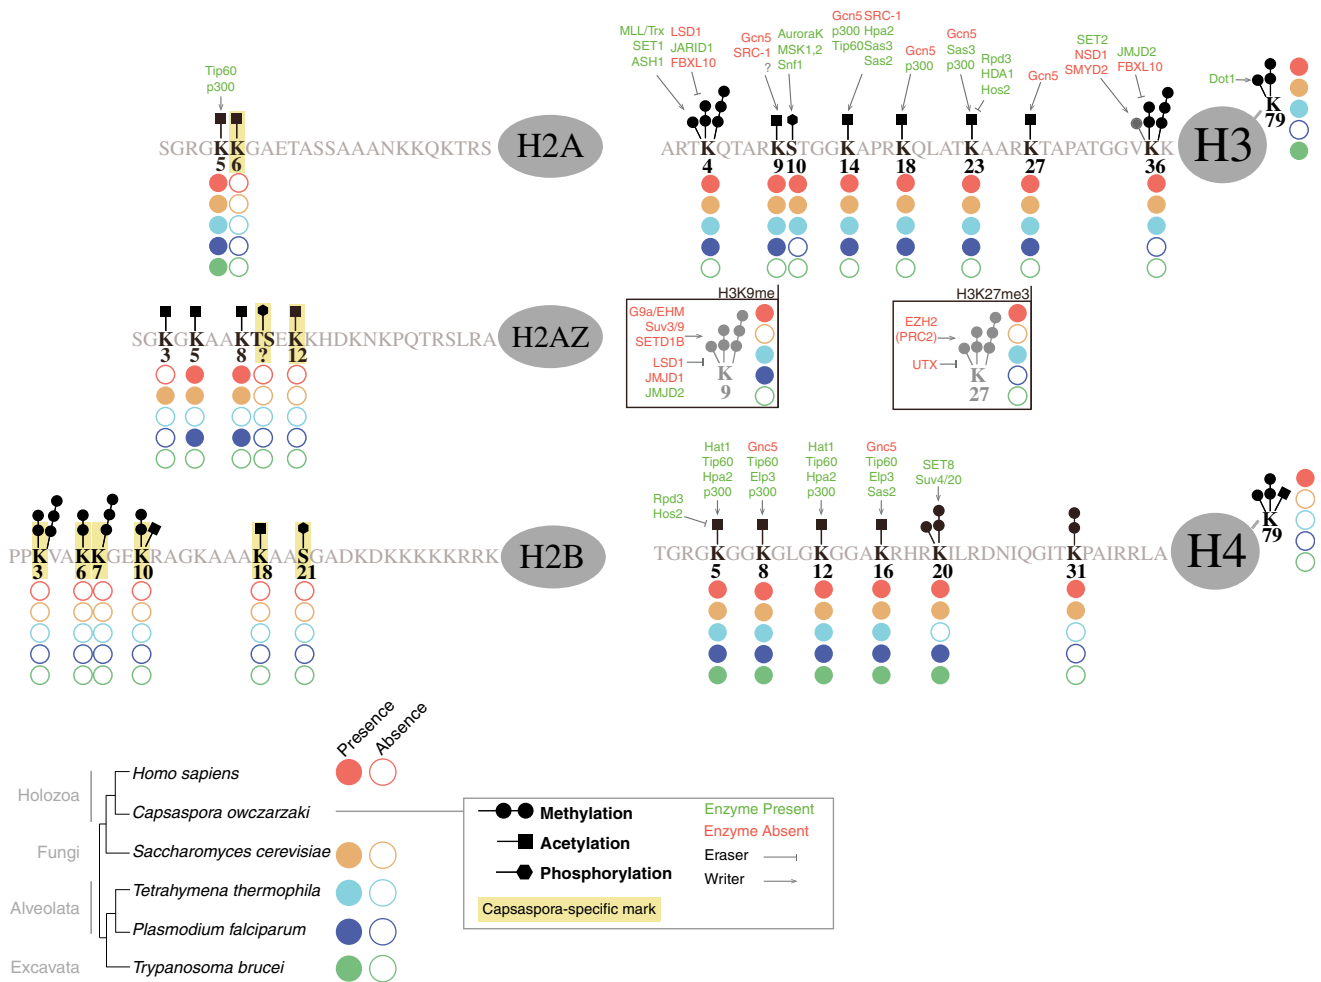 Tip60
p300
SGRGKKGAETASSAAANKKQKTRS
5 6
H2A
MLL/Trx
SET1
ASH1
LSD1
JARID1
FBXL10
Gcn5
SRC-1
?
AuroraK
MSK1,2
Snf1
Gcn5 SRC-1
p300 Hpa2
Tip60 Sas3
Sas2
Gcn5
p300
Gcn5
Sas3
p300
Rpd3
HDA1
Hos2
Gcn5
SET2
NSD1
SMYD2
JMJD2
FBXL10
ARTKQTARKSTGGKAPRKQLATKAARKTAPATGGVKK
4 9 10 14 18 23 27 36
H3
Dot1
K
79
SGKGKAAKTSEKKHDKNKPQTRSLRA
3 5 8 ? 12
H2AZ
H3K9me
G9a/EHM
Suv3/9
SETD1B
LSD1
JMJD1
JMJD2
K
9
H3K27me3
EZH2
(PRC2)
UTX
K
27
PPKVAKKGEKRAGKAAAKAASGADKDKKKKKRRK
3 6 7 10 18 21
H2B
Rpd3
Hos2
Hat1
Tip60
Hpa2
p300
Gnc5
Tip60
Elp3
p300
Hat1
Tip60
Hpa2
p300
Gnc5
Tip60
Elp3
Sas2
SET8
Suv4/20
TGRGKGGKGLGKGGAKRHRKILRDNIQGITKPAIRRLA
5 8 12 16 20 31
H4
K
79
Presence
Absence
Holozoa
Fungi
Alveolata
Excavata
Homo sapiens
Capsaspora owczarzaki
Saccharomyces cerevisiae
Tetrahymena thermophila
Plasmodium falciparum
Trypanosoma brucei
Methylation
Acetylation
Phosphorylation
Capsaspora-specific mark
Enzyme Present
Enzyme Absent
Eraser
Writer